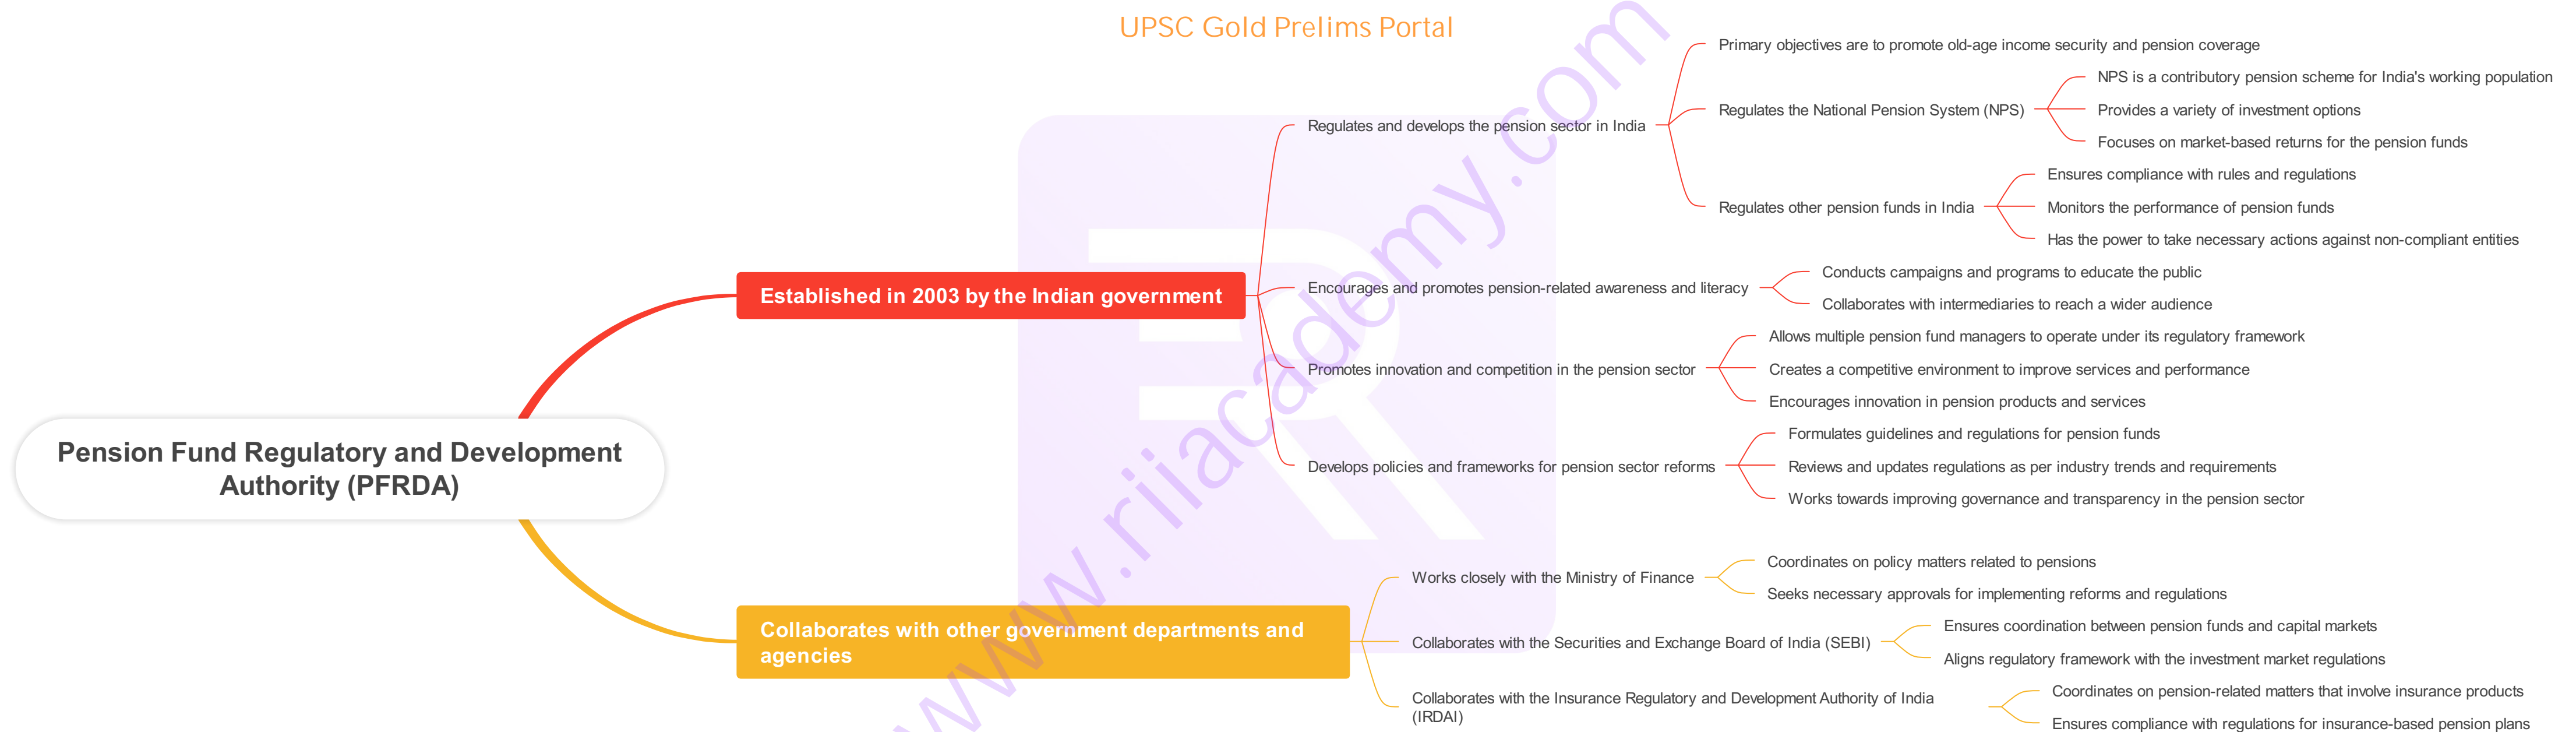 UPSC Gold Prelims Portal
Pension Fund Regulatory and Development
Authority (PFRDA)
Established in 2003 by the Indian government
Regulates and develops the pension sector in India
Primary objectives are to promote old-age income security and pension coverage
Regulates the National Pension System (NPS)
NPS is a contributory pension scheme for India's working population
Provides a variety of investment options
Focuses on market-based returns for the pension funds
Regulates other pension funds in India
Ensures compliance with rules and regulations
Monitors the performance of pension funds
Has the power to take necessary actions against non-compliant entities
Encourages and promotes pension-related awareness and literacy
Conducts campaigns and programs to educate the public
Collaborates with intermediaries to reach a wider audience
Promotes innovation and competition in the pension sector
Allows multiple pension fund managers to operate under its regulatory framework
Creates a competitive environment to improve services and performance
Encourages innovation in pension products and services
Develops policies and frameworks for pension sector reforms
Formulates guidelines and regulations for pension funds
Reviews and updates regulations as per industry trends and requirements
Works towards improving governance and transparency in the pension sector
Collaborates with other government departments and
agencies
Works closely with the Ministry of Finance
Coordinates on policy matters related to pensions
Seeks necessary approvals for implementing reforms and regulations
Collaborates with the Securities and Exchange Board of India (SEBI)
Ensures coordination between pension funds and capital markets
Aligns regulatory framework with the investment market regulations
Collaborates with the Insurance Regulatory and Development Authority of India
(IRDAI)
Coordinates on pension-related matters that involve insurance products
Ensures compliance with regulations for insurance-based pension plans
www.riiacademy.com